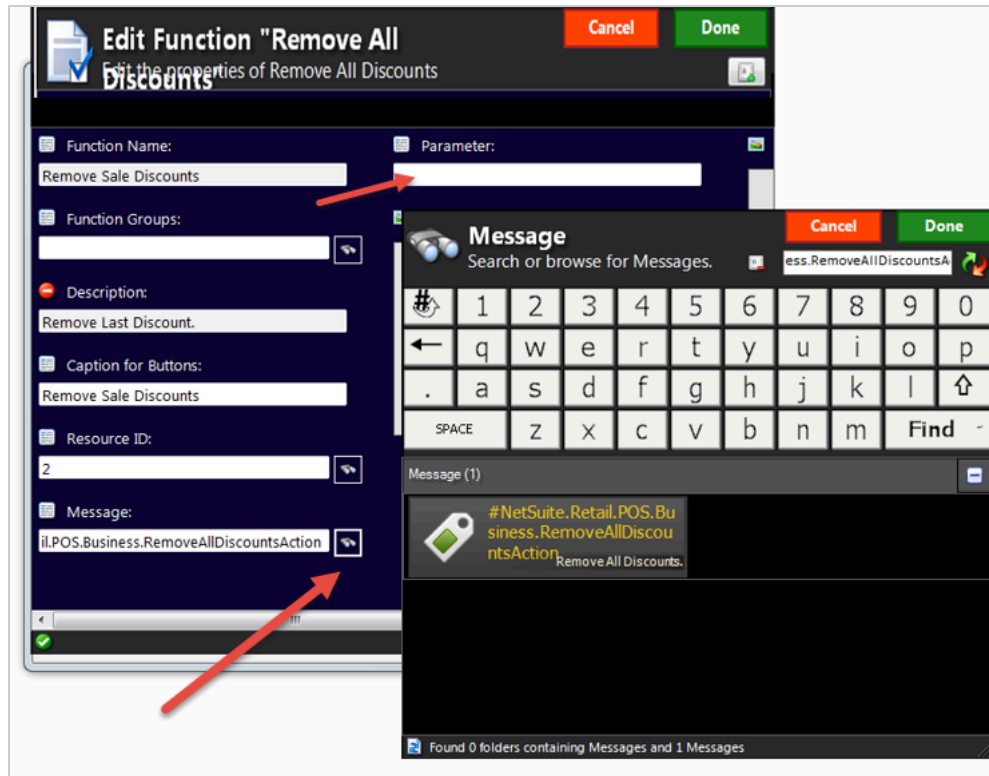 Edit Function "Remove All
Discounts"
Edit the properties of Remove All Discounts
Cancel
Done
Function Name:
Remove Sale Discounts
Parameter:
Function Groups:
Description:
Remove Last Discount.
Caption for Buttons:
Remove Sale Discounts
Resource ID:
2
Message:
il.POS.Business.RemoveAllDiscountsAction
Message
Search or browse for Messages.
Cancel
Done
ess.RemoveAllDiscountsA
# 1 2 3 4 5 6 7 8 9 0
q w e r t y u i o p
. a s d f g h j k l
SPACE z x c v b n m Find -
Message (1)
#NetSuite.Retail.POS.Bu
siness.RemoveAllDiscou
ntsAction
Remove All Discounts.
Found 0 folders containing Messages and 1 Messages